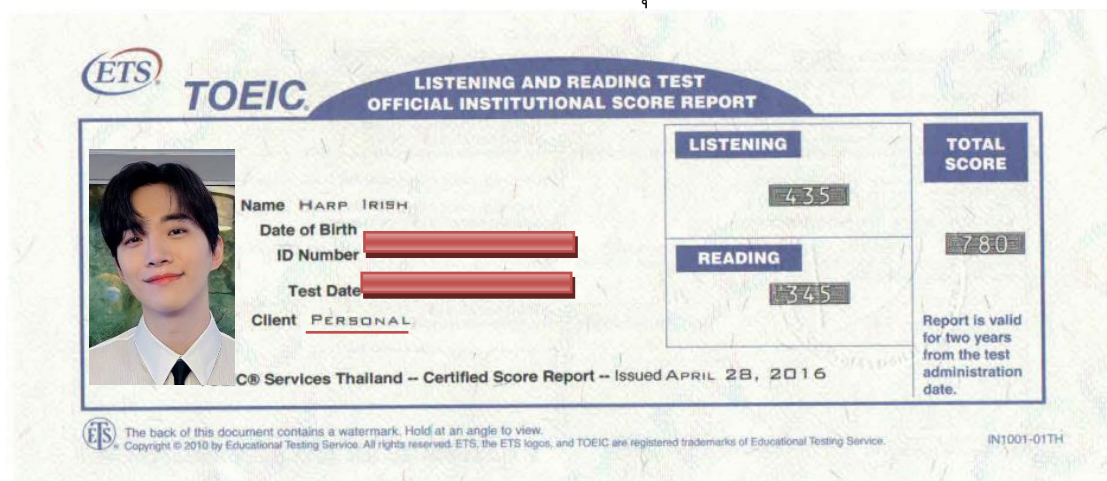 ETS
TOEIC
LISTENING AND READING TEST
OFFICIAL INSTITUTIONAL SCORE REPORT
Name HARP IRISH
Date of Birth
ID Number
Test Date
Client PERSONAL
LISTENING
435
READING
345
TOTAL
SCORE
780
Report is valid
for two years
from the test
administration
date.
C® Services Thailand -- Certified Score Report -- Issued APRIL 28, 2016
ETS The back of this document contains a watermark. Hold at an angle to view.
Copyright © 2010 by Educational Testing Service. All rights reserved. ETS, the ETS logos, and TOEIC are registered trademarks of Educational Testing Service.
IN1001-01TH